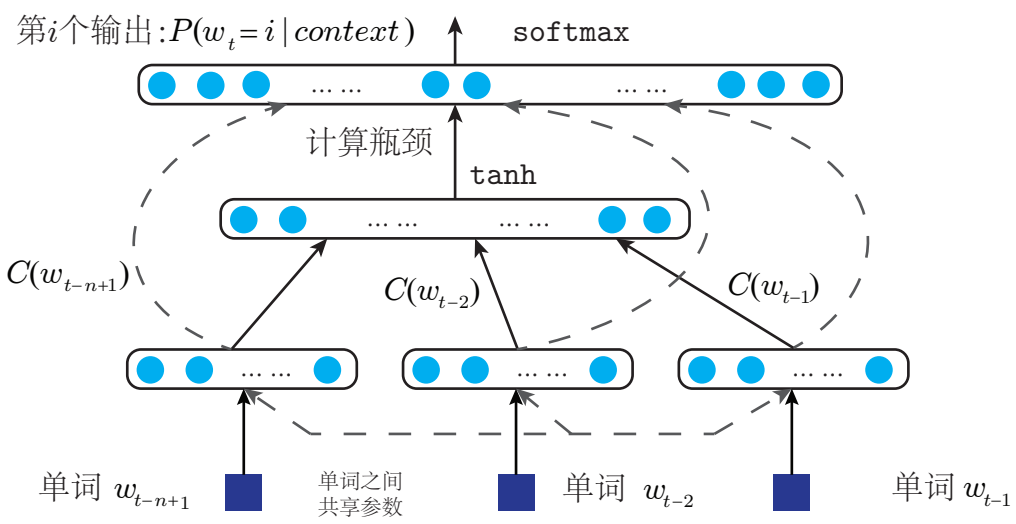 第i个输出:P(w_t = i | context) softmax
... ... ... ...
计算瓶颈
tanh
... ... ... ...
C(w_{t-n+1}) C(w_{t-2}) C(w_{t-1})
... ... ... ... ... ...
单词 w_{t-n+1} 单词之间 单词 w_{t-2} 单词 w_{t-1}
共享参数